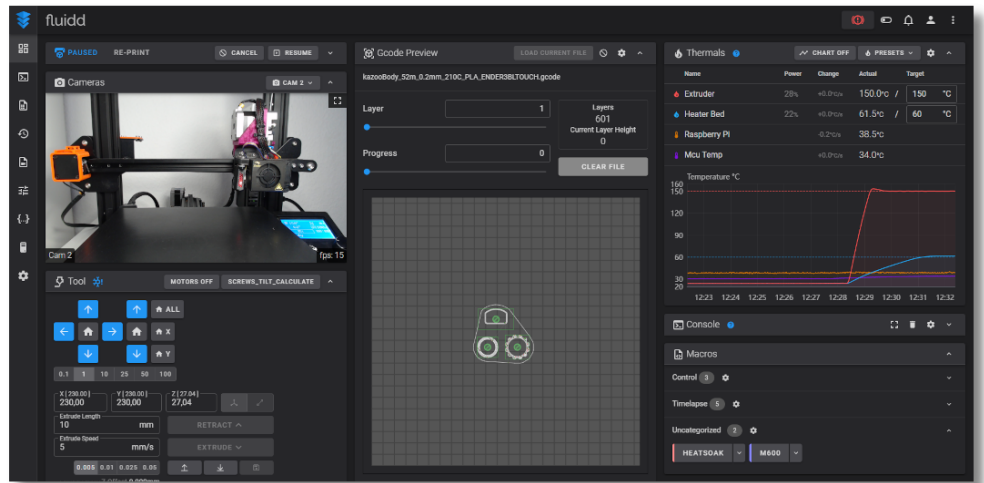 fluidd
PAUSED RE-PRINT CANCEL RESUME
Cameras CAM 2
Cam 2 fps: 15
Tool MOTORS OFF SCREWS_TILT_CALCULATE
ALL
X
Y
0.1 1 10 25 50 100
X [ 230.00 ] Y [ 230.00 ] Z [ 27.04 ]
230,00 230,00 27,04
Extrude Length
10 mm RETRACT
Extrude Speed
5 mm/s EXTRUDE
0.005 0.01 0.025 0.05
Z Offset 0.000mm
Gcode Preview LOAD CURRENT FILE
kazooBody_52m_0.2mm_210C_PLA_ENDER3BLTOUCH.gcode
Layer 1
Progress 0
Layers
601
Current Layer Height
0
CLEAR FILE
Thermals CHART OFF PRESETS
Name Power Change Actual Target
Extruder 28% +0.0°C/s 150.0°C / 150 °C
Heater Bed 22% +0.0°C/s 61.5°C / 60 °C
Raspberry Pi -0.2°C/s 38.5°C
Mcu Temp +0.0°C/s 34.0°C
Temperature °C
160
150
120
90
60
30
20
12:23 12:24 12:25 12:26 12:27 12:28 12:29 12:30 12:31 12:32
Console
Macros
Control 3
Timelapse 5
Uncategorized 2
HEATSOAK M600